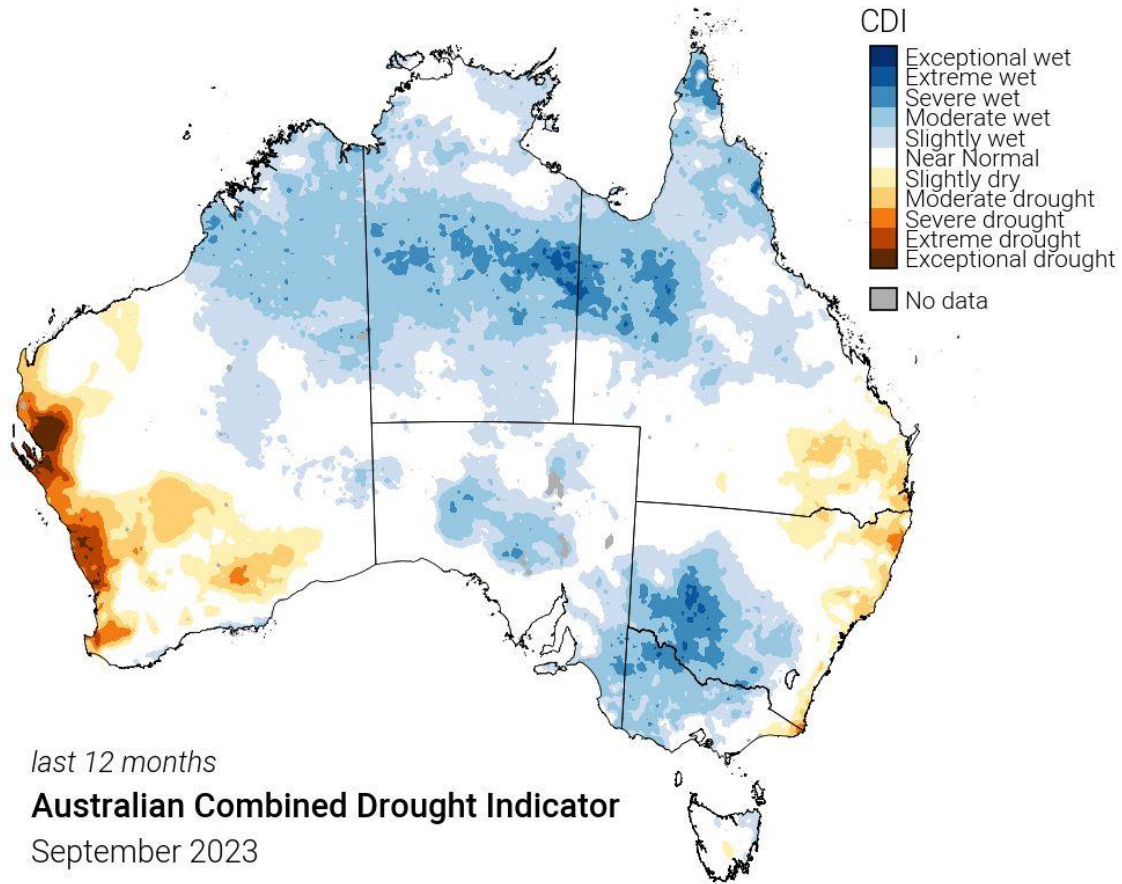 CDI
Exceptional wet
Extreme wet
Severe wet
Moderate wet
Slightly wet
Near Normal
Slightly dry
Moderate drought
Severe drought
Extreme drought
Exceptional drought
No data
last 12 months
Australian Combined Drought Indicator
September 2023